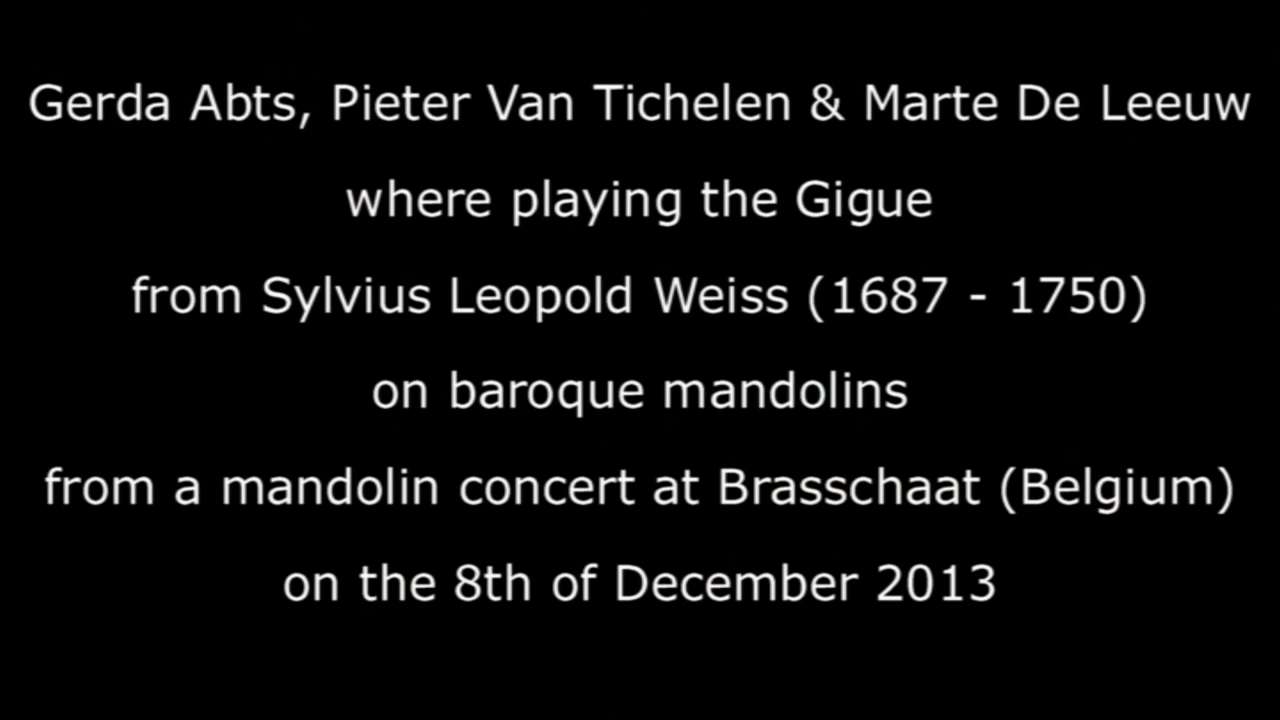 Gerda Abts, Pieter Van Tichelen & Marte De Leeuw
where playing the Gigue
from Sylvius Leopold Weiss (1687 - 1750)
on baroque mandolins
from a mandolin concert at Brasschaat (Belgium)
on the 8th of December 2013